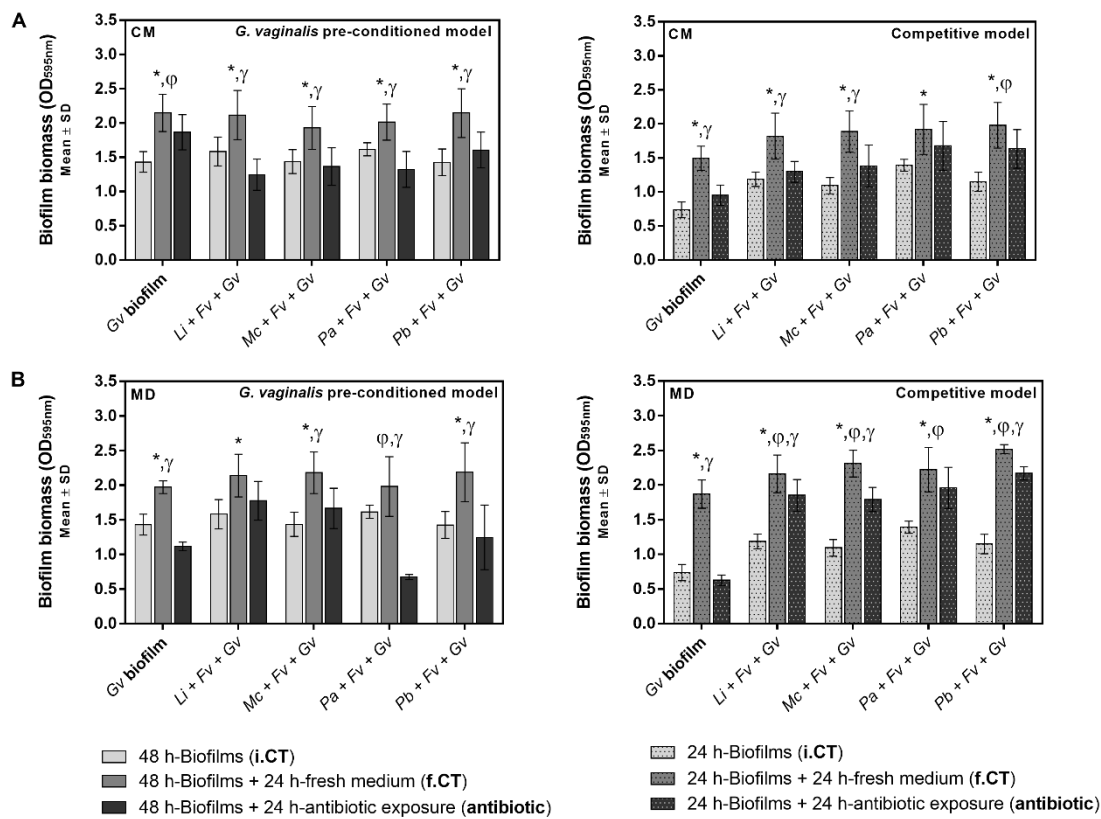 A
CM
G. vaginalis pre-conditioned model
Biofilm biomass (OD595nm)
Mean ± SD
3.5
3.0
2.5
2.0
1.5
1.0
0.5
0.0
*,φ
*,γ
*,γ
*,γ
*,γ
Gv biofilm
Li + Fv + Gv
Mc + Fv + Gv
Pa + Fv + Gv
Pb + Fv + Gv
CM
Competitive model
Biofilm biomass (OD595nm)
Mean ± SD
3.5
3.0
2.5
2.0
1.5
1.0
0.5
0.0
*,γ
*,γ
*,γ
*
*,φ
Gv biofilm
Li + Fv + Gv
Mc + Fv + Gv
Pa + Fv + Gv
Pb + Fv + Gv
B
MD
G. vaginalis pre-conditioned model
Biofilm biomass (OD595nm)
Mean ± SD
3.5
3.0
2.5
2.0
1.5
1.0
0.5
0.0
*,γ
*
*,γ
φ,γ
*,γ
Gv biofilm
Li + Fv + Gv
Mc + Fv + Gv
Pa + Fv + Gv
Pb + Fv + Gv
MD
Competitive model
Biofilm biomass (OD595nm)
Mean ± SD
3.5
3.0
2.5
2.0
1.5
1.0
0.5
0.0
*,γ
*,φ,γ
*,φ,γ
*,φ
*,φ,γ
Gv biofilm
Li + Fv + Gv
Mc + Fv + Gv
Pa + Fv + Gv
Pb + Fv + Gv
48 h-Biofilms (i.CT)
48 h-Biofilms + 24 h-fresh medium (f.CT)
48 h-Biofilms + 24 h-antibiotic exposure (antibiotic)
24 h-Biofilms (i.CT)
24 h-Biofilms + 24 h-fresh medium (f.CT)
24 h-Biofilms + 24 h-antibiotic exposure (antibiotic)